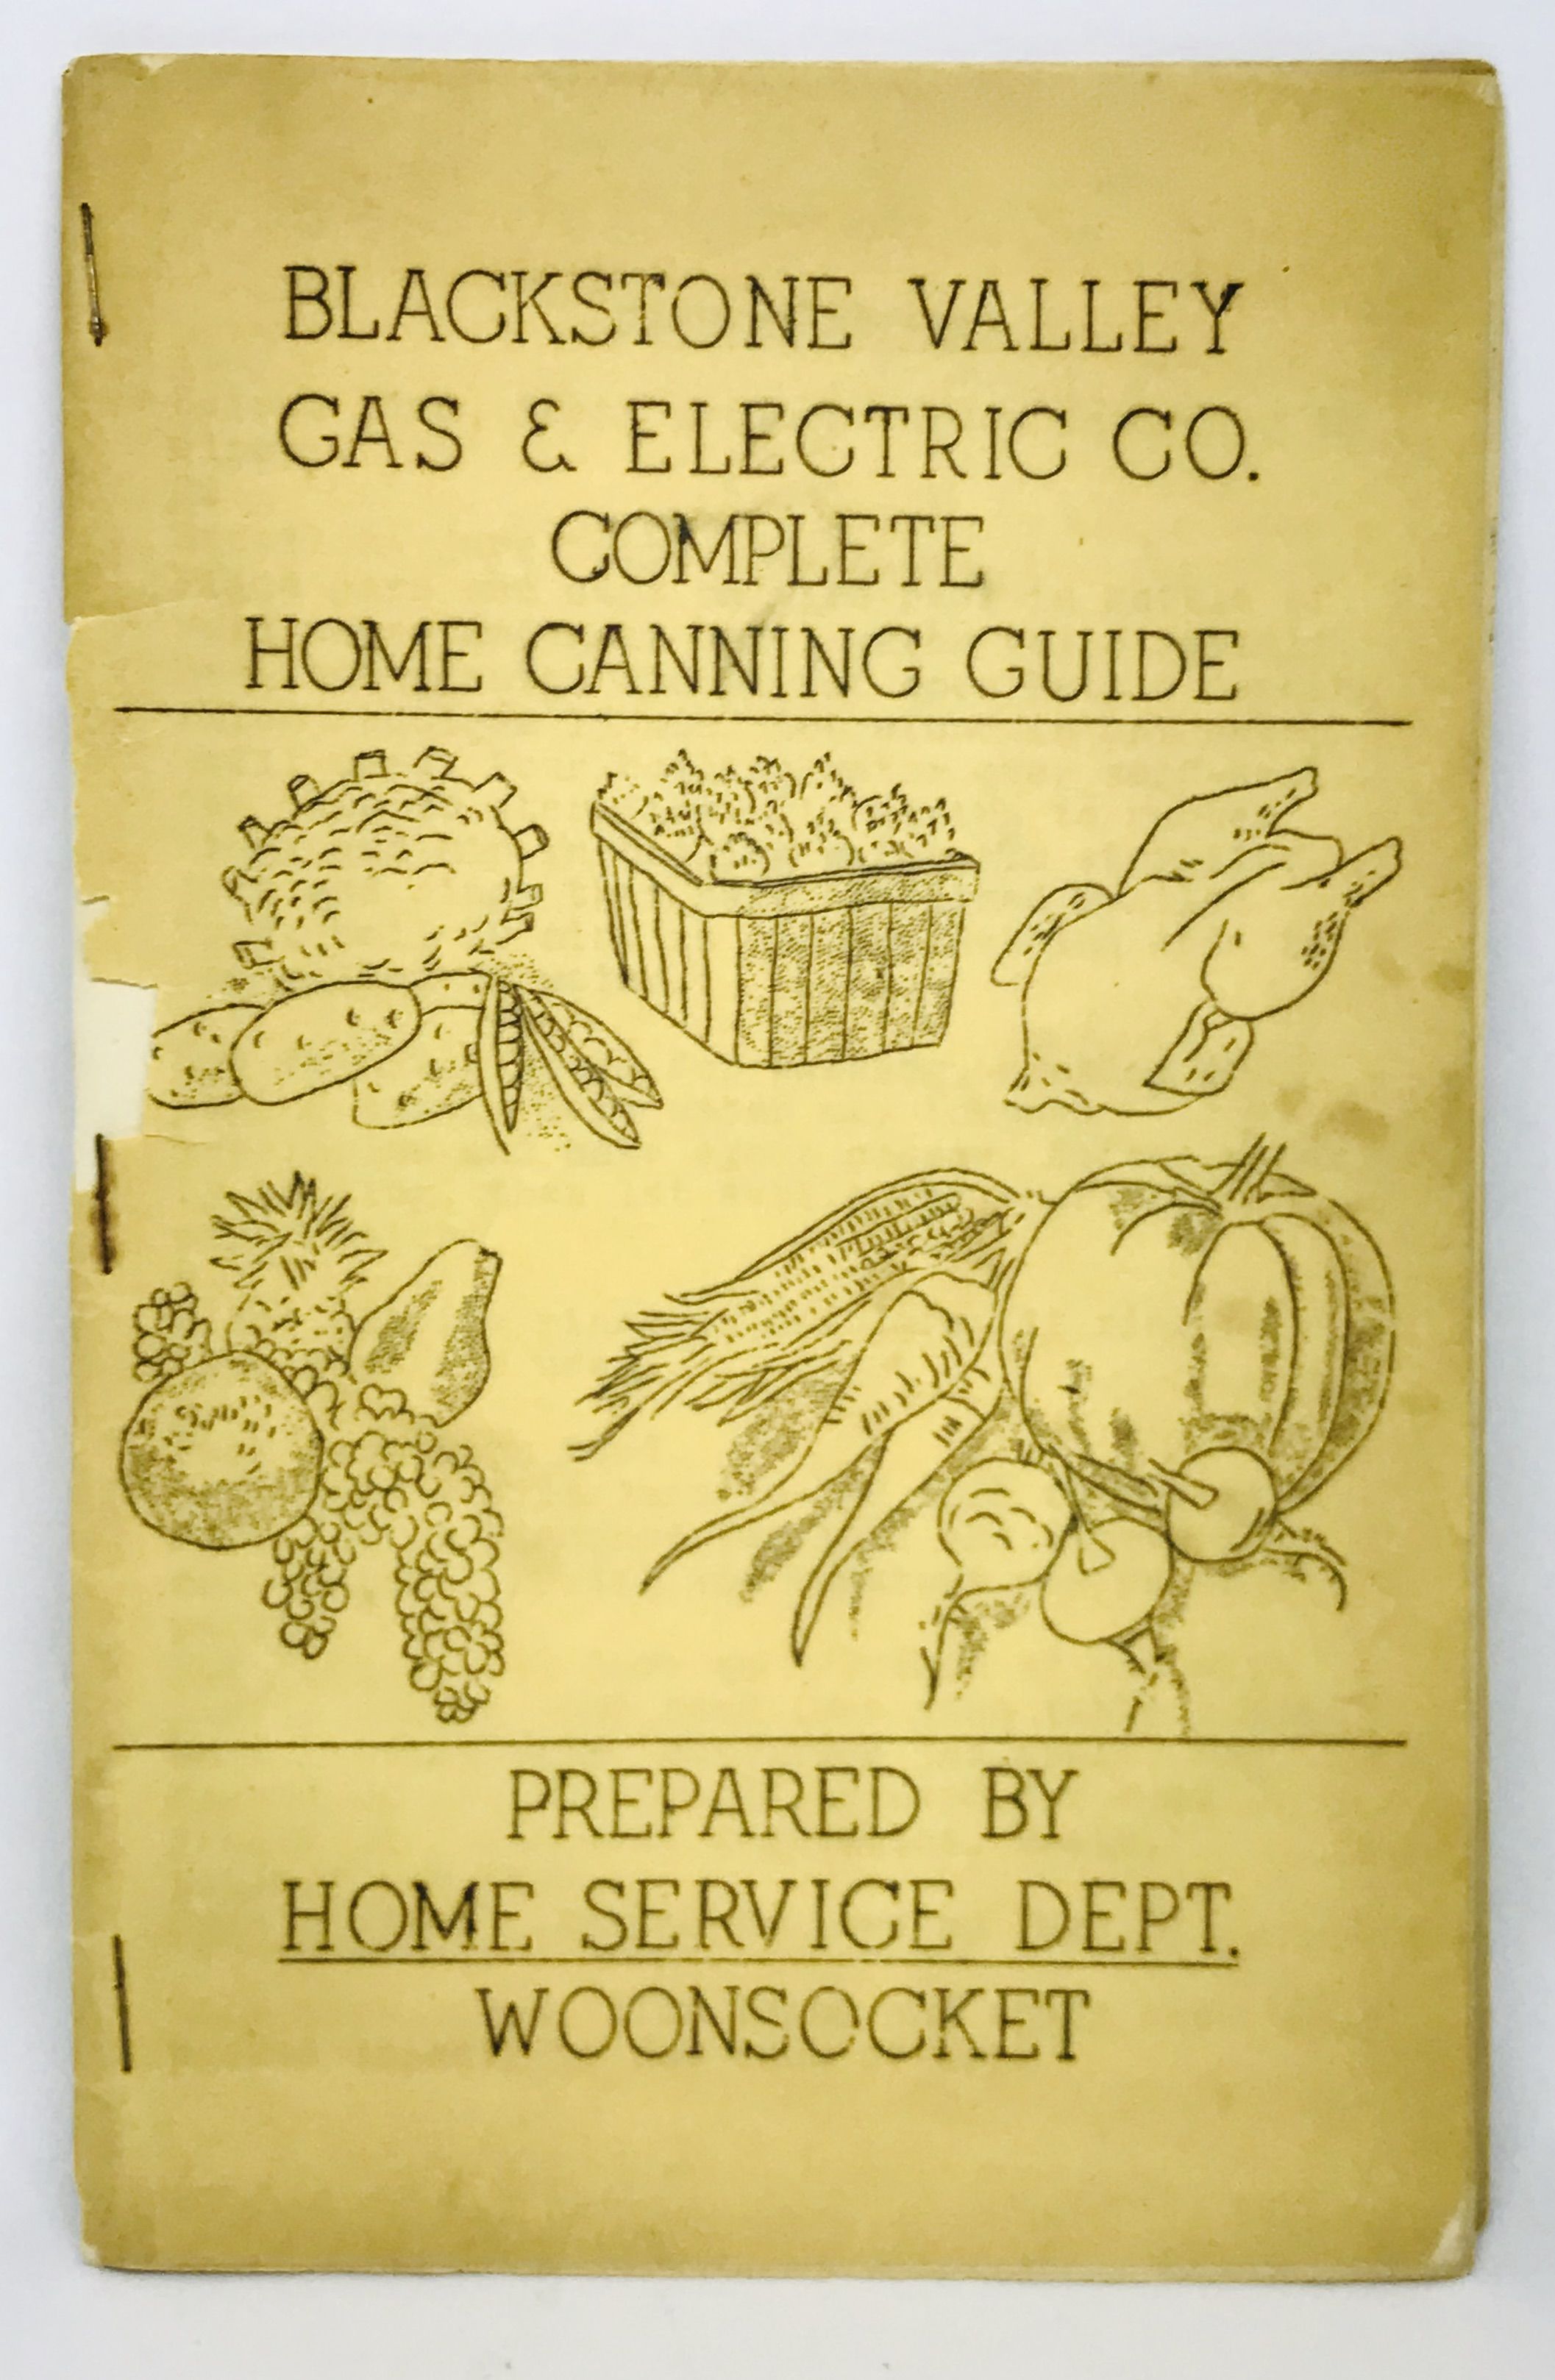 BLACKSTONE VALLEY
GAS & ELECTRIC CO.
COMPLETE
HOME CANNING GUIDE
PREPARED BY
HOME SERVICE DEPT.
WOONSOCKET